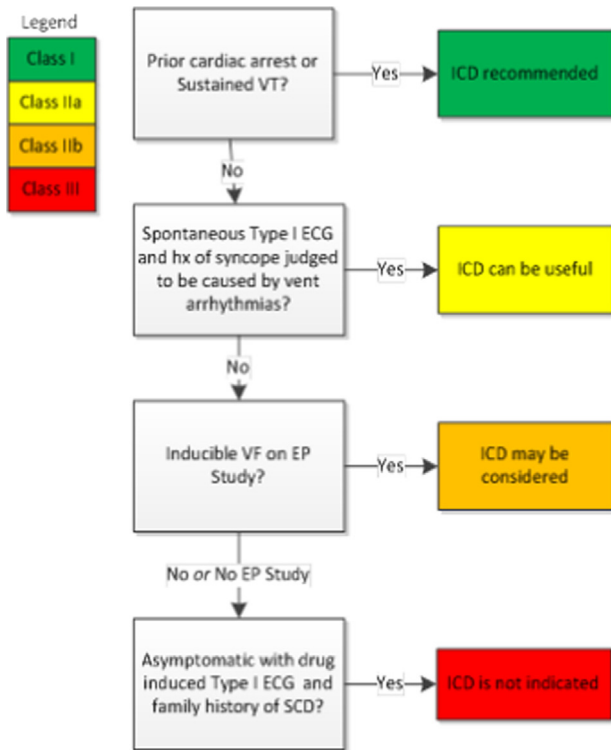 Legend
Class I
Class IIa
Class IIb
Class III
Prior cardiac arrest or
Sustained VT?
Yes
ICD recommended
No
Spontaneous Type I ECG
and hx of syncope judged
to be caused by vent
arrhythmias?
Yes
ICD can be useful
No
Inducible VF on EP
Study?
Yes
ICD may be
considered
No or No EP Study
Asymptomatic with drug
induced Type I ECG and
family history of SCD?
Yes
ICD is not indicated